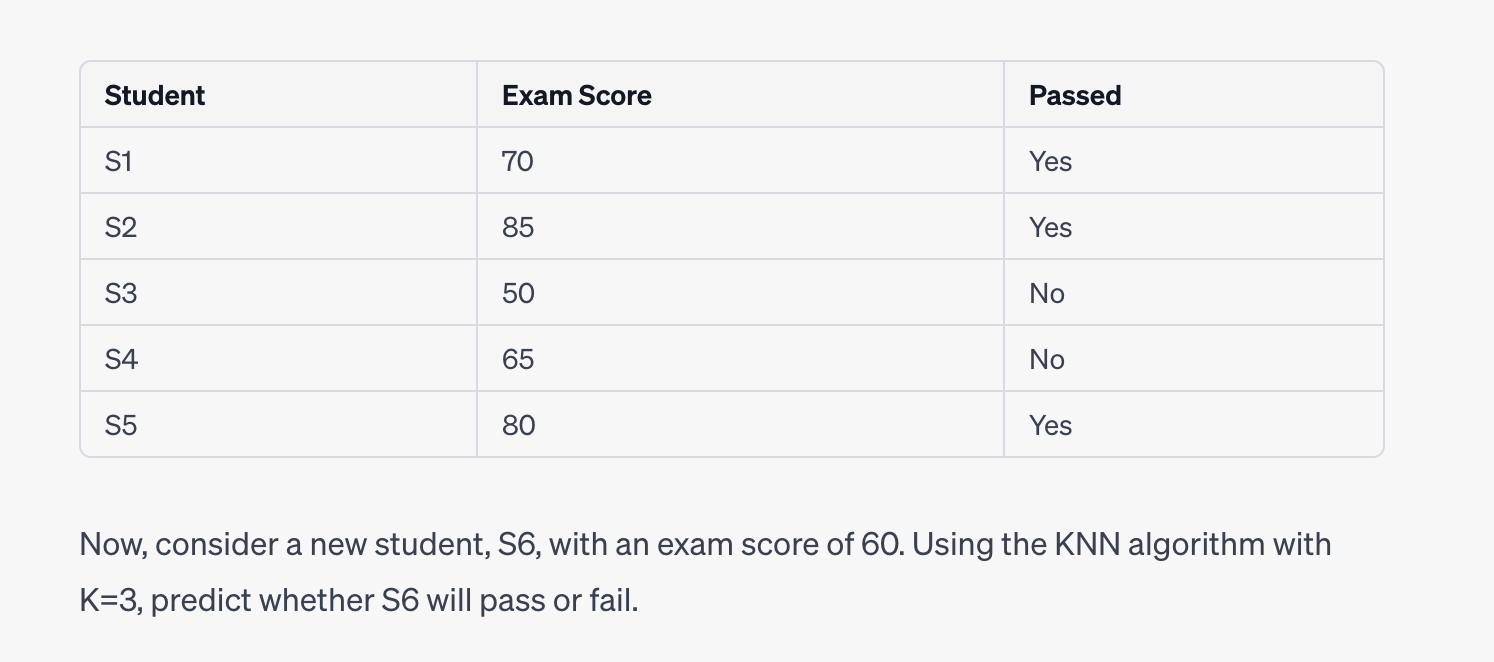 Student Exam Score Passed
S1 70 Yes
S2 85 Yes
S3 50 No
S4 65 No
S5 80 Yes
Now, consider a new student, S6, with an exam score of 60. Using the KNN algorithm with
K=3, predict whether S6 will pass or fail.